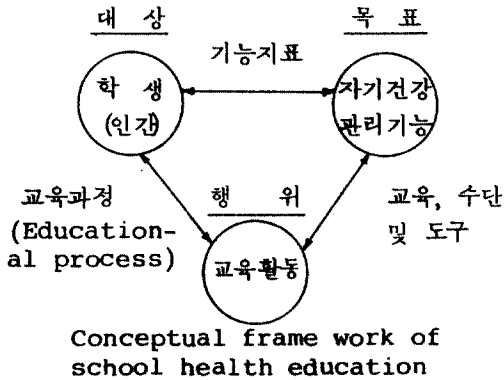 대 상
목 표
기능지표
학 생
(인간)
자기건강
관리기능
교육과정
(Education-
al process)
행 위
교육, 수단
및 도구
교육활동
Conceptual frame work of
school health education